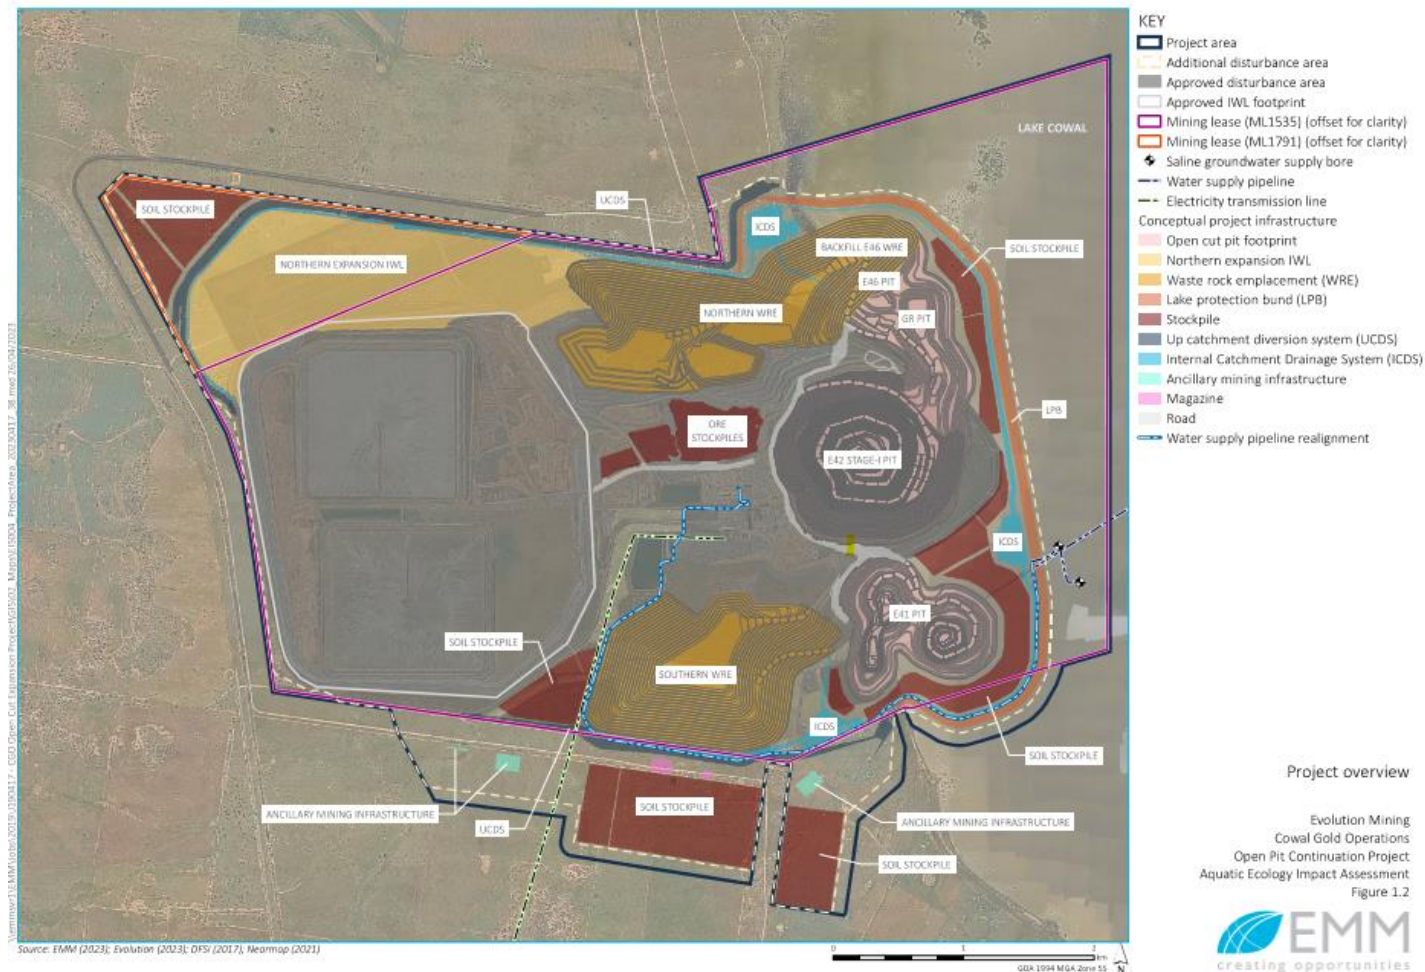 KEY
Project area
Additional disturbance area
Approved disturbance area
Approved IWL footprint
Mining lease (ML1535) (offset for clarity)
Mining lease (ML1791) (offset for clarity)
Saline groundwater supply bore
Water supply pipeline
Electricity transmission line
Conceptual project infrastructure
Open cut pit footprint
Northern expansion IWL
Waste rock emplacement (WRE)
Lake protection bund (LPB)
Stockpile
Up catchment diversion system (UCDS)
Internal Catchment Drainage System (ICDS)
Ancillary mining infrastructure
Magazine
Road
Water supply pipeline realignment
LAKE COWAL
UCDS
SOIL STOCKPILE
ICDS
BACKFILL E46 WRE
SOIL STOCKPILE
NORTHERN EXPANSION IWL
E46 PIT
NORTHERN WRE
GR PIT
LPB
ORE
STOCKPILES
E42 STAGE-I PIT
ICDS
E41 PIT
SOIL STOCKPILE
SOUTHERN WRE
ICDS
SOIL STOCKPILE
SOIL STOCKPILE
ANCILLARY MINING INFRASTRUCTURE
UCDS
ANCILLARY MINING INFRASTRUCTURE
SOIL STOCKPILE
Project overview
Evolution Mining
Cowal Gold Operations
Open Pit Continuation Project
Aquatic Ecology Impact Assessment
Figure 1.2
EMM
creating opportunities
Source: EMM (2023); Evolution (2023); DFSI (2017); Nearmap (2021)
0 1 2
km
GDA 1994 MGA Zone 55
N